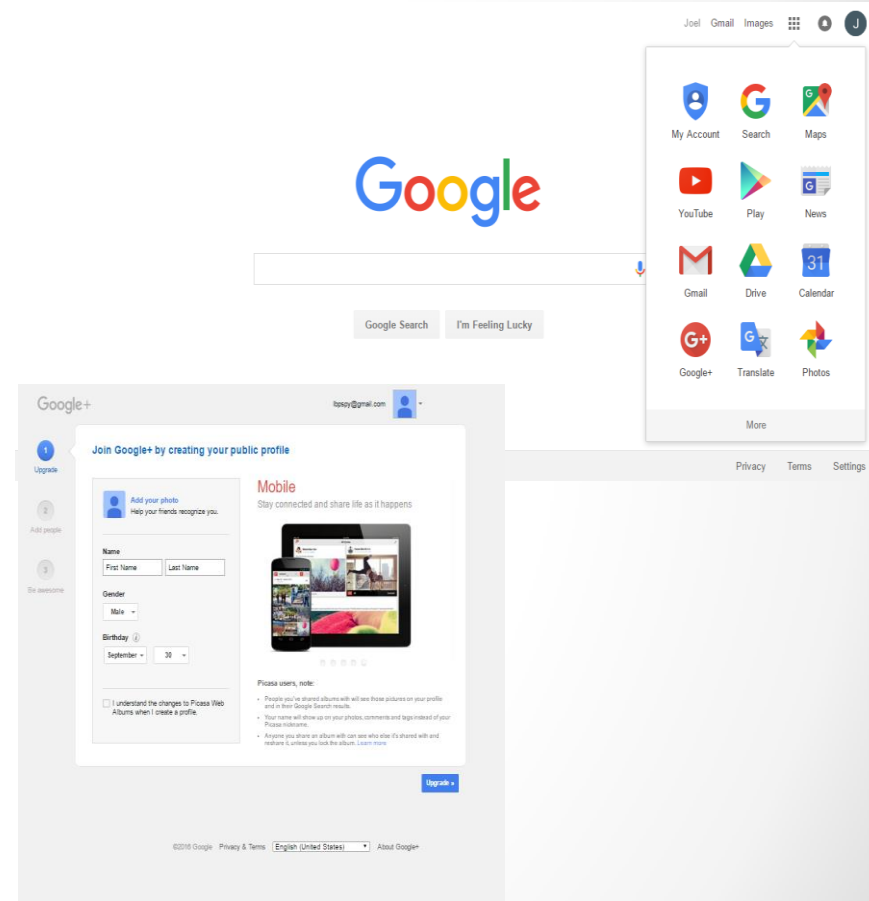 Joel Gmail Images
J
My Account Search Maps
YouTube Play News
31
Gmail Drive Calendar
G+
Google+ Translate Photos
More
Google
Google Search I'm Feeling Lucky
Privacy Terms Settings
Google+
@gmail.com
1
Upgrade
2
Add people
3
Be awesome
Join Google+ by creating your public profile
Add your photo
Help your friends recognize you.
Name
First Name Last Name
Gender
Male
Birthday i
September 30
I understand the changes to Picasa Web
Albums when I create a profile.
Mobile
Stay connected and share life as it happens
Picasa users, note:
• People you've shared albums with will see those pictures on your profile
and in their Google Search results.
• Your name will show up on your photos, comments and tags instead of your
Picasa nickname.
• Anyone you share an album with can see who else it's shared with and
reshare it, unless you lock the album. Learn more
Upgrade »
©2016 Google Privacy & Terms English (United States) About Google+